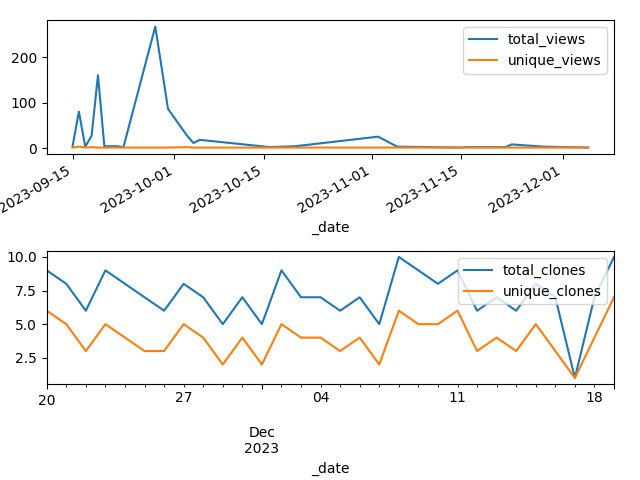 200
100
0
total_views
unique_views
2023-09-15
2023-10-01
2023-10-15
2023-11-01
2023-11-15
2023-12-01
_date
10.0
7.5
5.0
2.5
total_clones
unique_clones
20
27
04
11
18
Dec
2023
_date